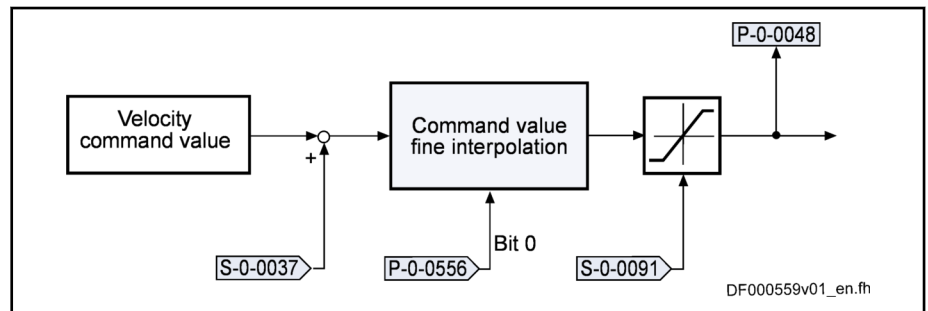 P-0-0048
Velocity
command value
Command value
fine interpolation
+
Bit 0
S-0-0037
P-0-0556
S-0-0091
DF000559v01_en.fh